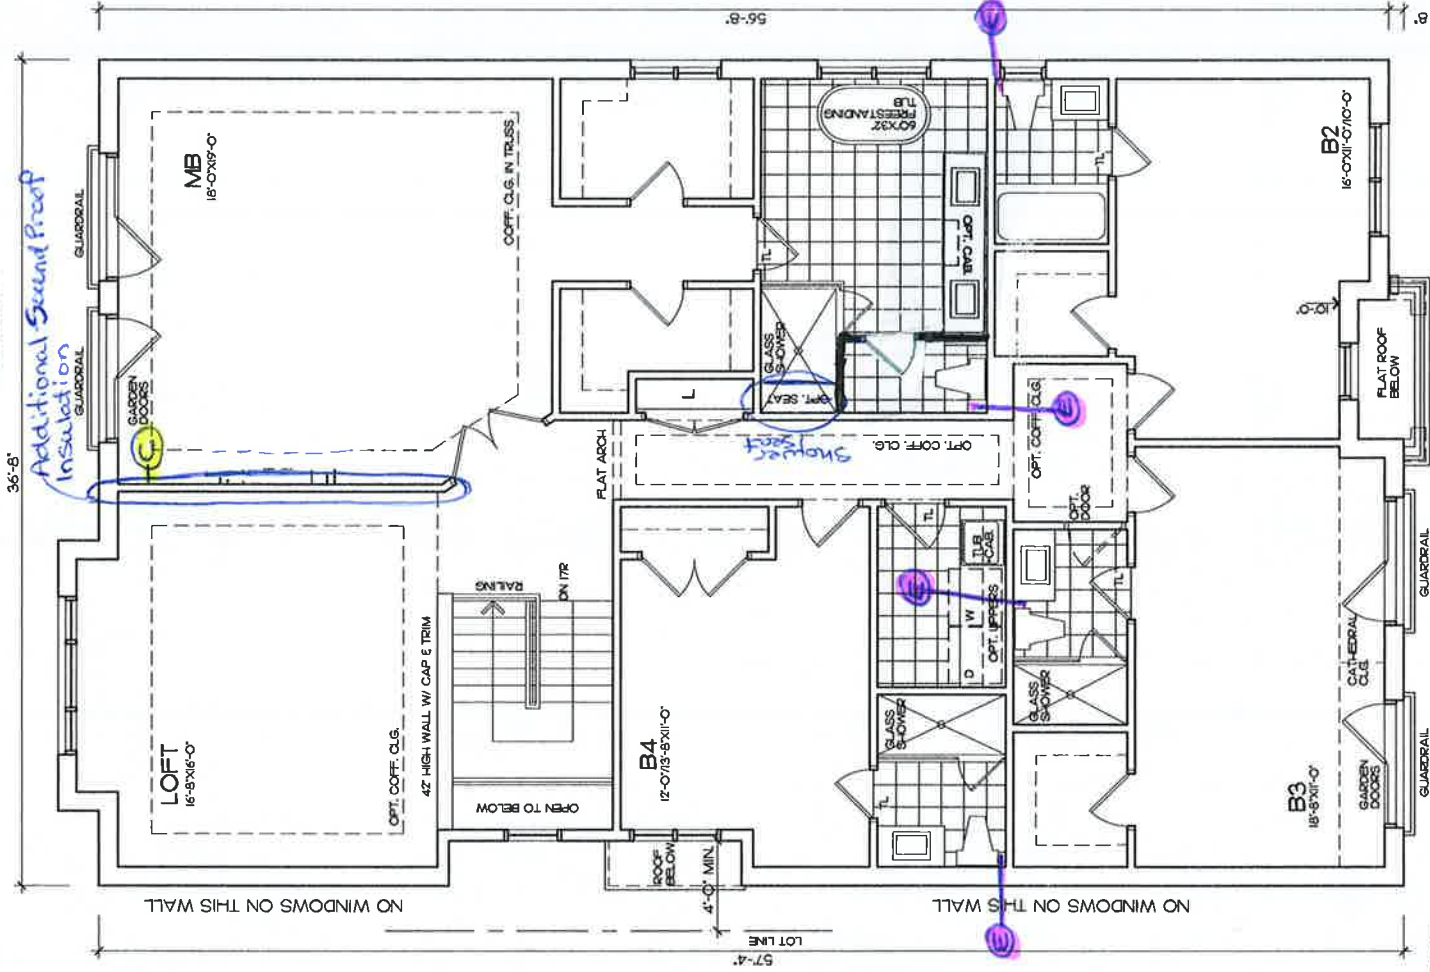 56'-8"
8"
36'-8"
Additional Sound Proof
Insulation
GUARDRAIL
GUARDRAIL
MB
18'-0"X19'-0"
COFF. CLG. IN TRUSS
GARDEN
DOORS
C
60"X32"
FREESTANDING
TUB
TL
OPT. CAB.
GLASS
SHOWER
OPT. SEAT
Shower
Seat
L
E
TL
B2
16'-0"X11'-0"/10'-0"
10'-0"
FLAT ROOF
BELOW
E
OPT. COFF. CLG.
OPT. COFF. CLG.
FLAT ARCH
OPT.
DOOR
LOFT
16'-8"X16'-0"
OPT. COFF. CLG.
42" HIGH WALL W/ CAP & TRIM
RAILING
DN 17R
OPEN TO BELOW
B4
12'-0"/13'-8"X11'-0"
TL
TUB
CAB.
E
W
D
OPT. UPPERS
GLASS
SHOWER
TL
TL
GLASS
SHOWER
B3
18'-8"X11'-0"
CATHEDRAL
CLG.
GARDEN
DOORS
GUARDRAIL
GUARDRAIL
ROOF
BELOW
4'-0" MIN.
E
NO WINDOWS ON THIS WALL
NO WINDOWS ON THIS WALL
LOT LINE
57'-4"